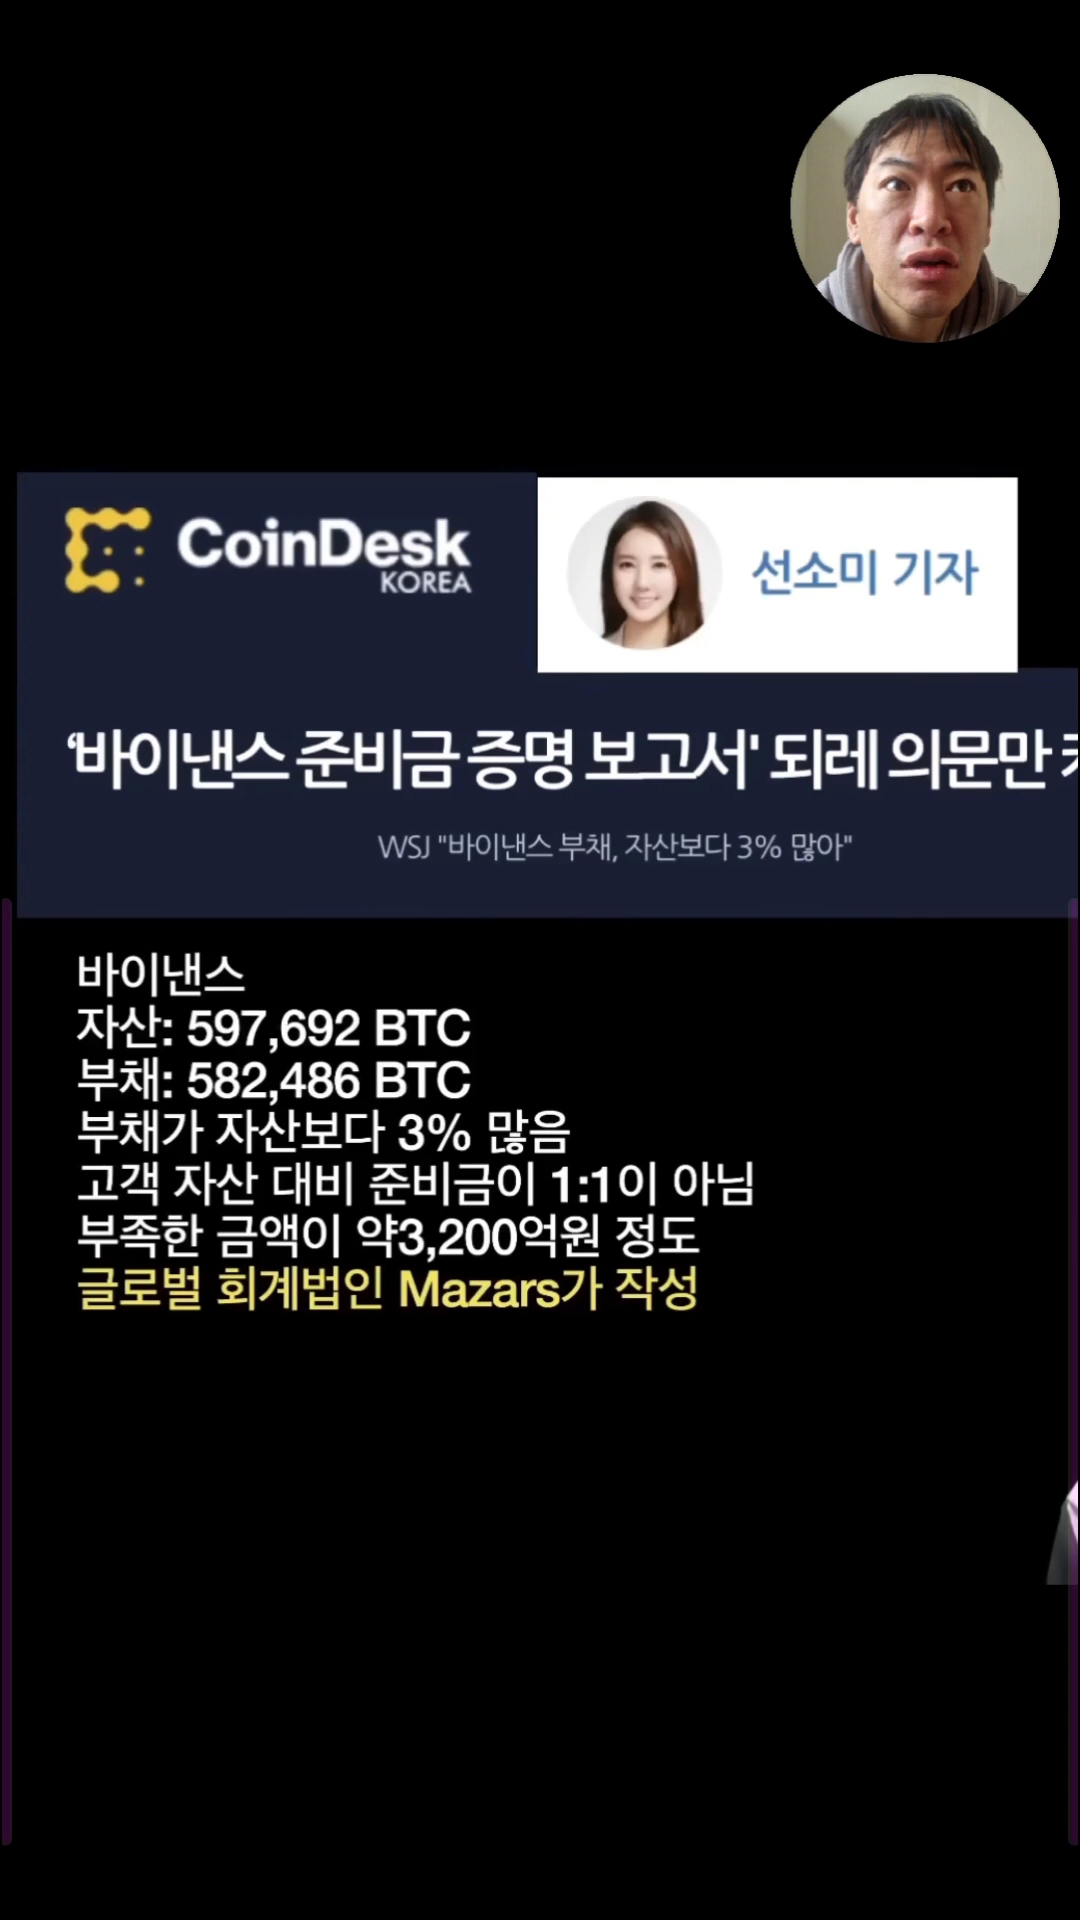 CoinDesk
KOREA
선소미 기자
‘바이낸스 준비금 증명 보고서' 되레 의문만
WSJ "바이낸스 부채, 자산보다 3% 많아"
바이낸스
자산: 597,692 BTC
부채: 582,486 BTC
부채가 자산보다 3% 많음
고객 자산 대비 준비금이 1:1이 아님
부족한 금액이 약3,200억원 정도
글로벌 회계법인 Mazars가 작성